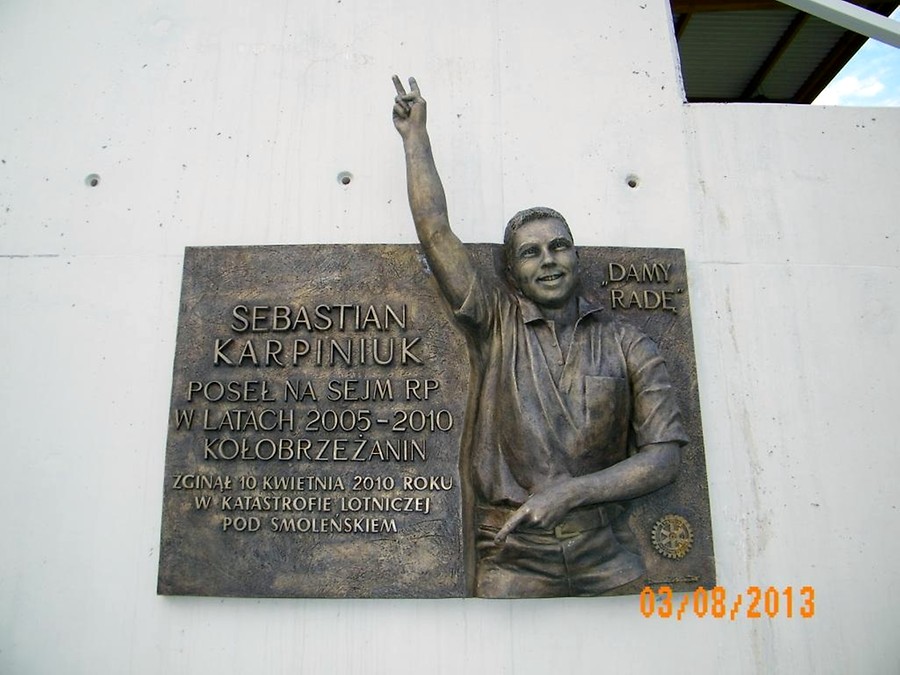 SEBASTIAN
KARPINIUK
POSEŁ NA SEJM RP
W LATACH 2005-2010
KOŁOBRZEŻANIN
ZGINĄŁ 10 KWIETNIA 2010 ROKU
W KATASTROFIE LOTNICZEJ
POD SMOLEŃSKIEM
„DAMY
RADĘ”
03/08/2013